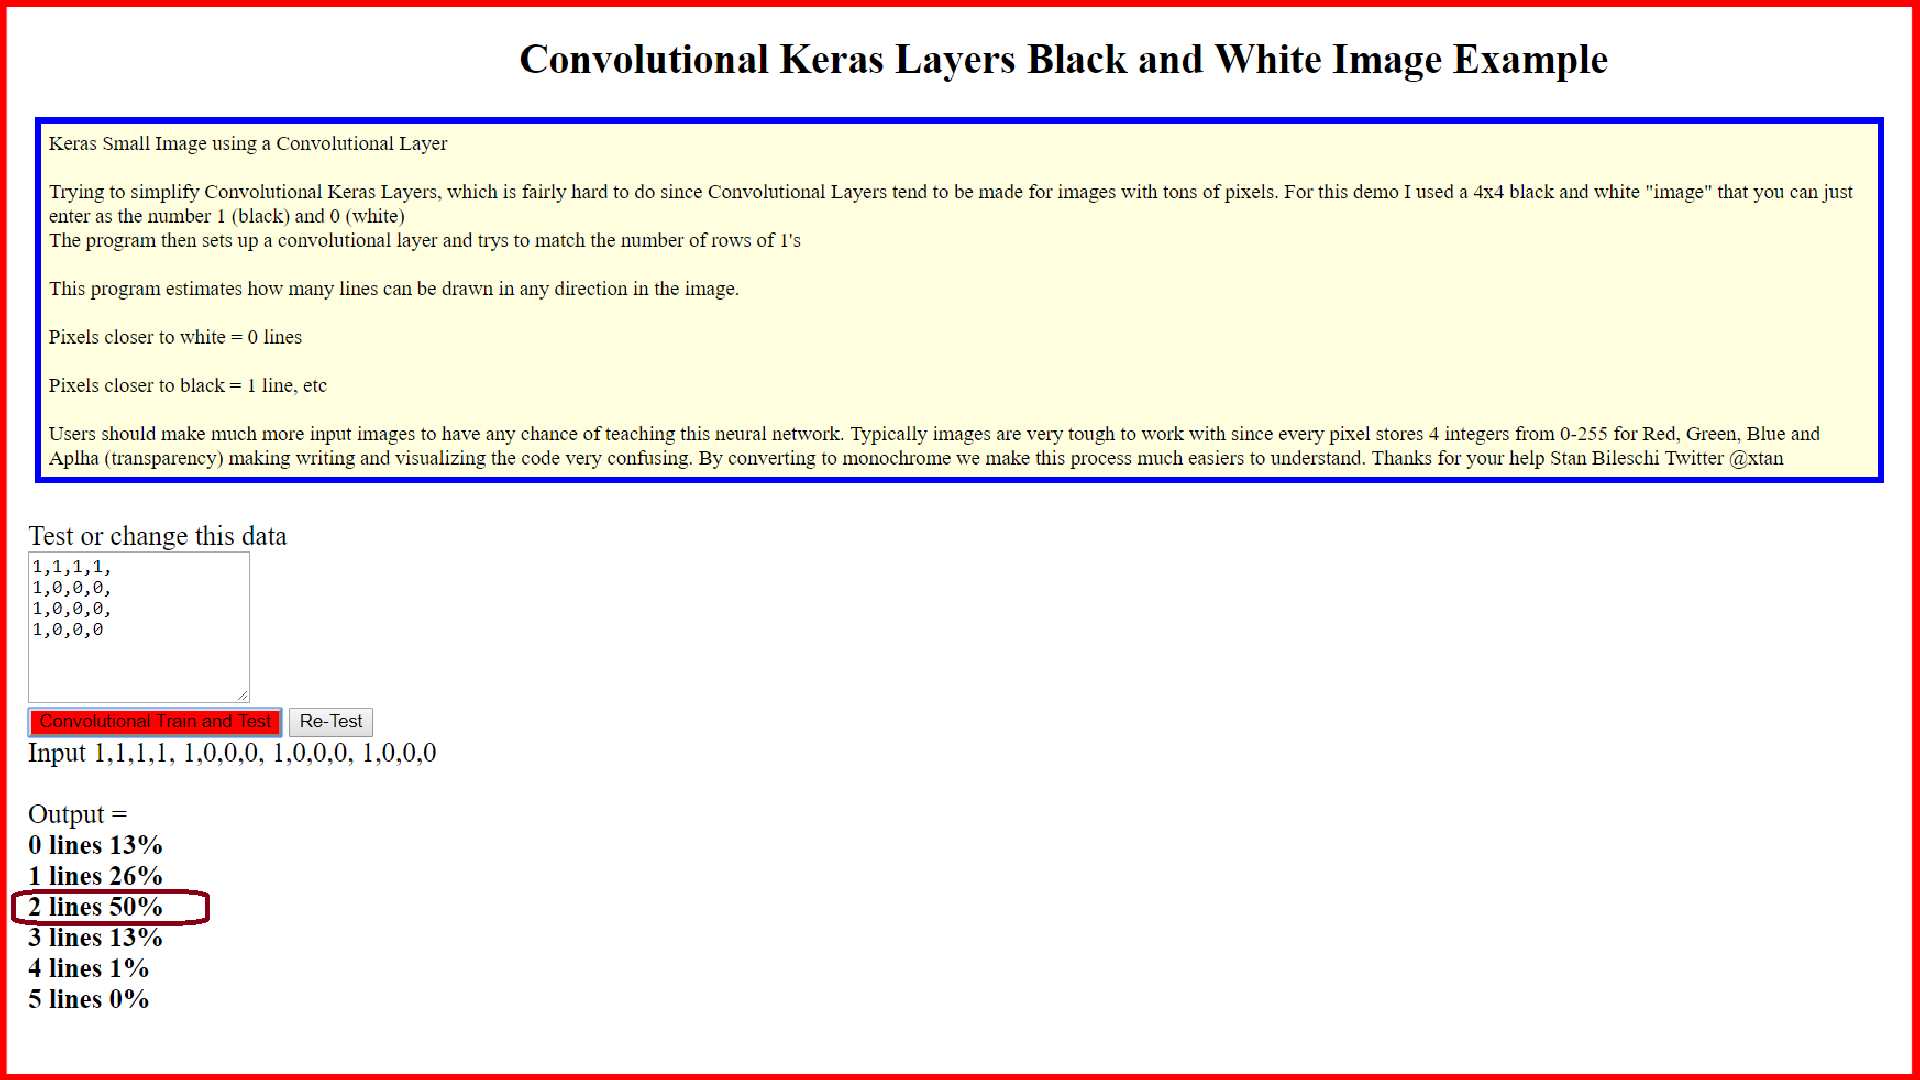 Convolutional Keras Layers Black and White Image Example
Keras Small Image using a Convolutional Layer
Trying to simplify Convolutional Keras Layers, which is fairly hard to do since Convolutional Layers tend to be made for images with tons of pixels. For this demo I used a 4x4 black and white "image" that you can just
enter as the number 1 (black) and 0 (white)
The program then sets up a convolutional layer and trys to match the number of rows of 1's
This program estimates how many lines can be drawn in any direction in the image.
Pixels closer to white = 0 lines
Pixels closer to black = 1 line, etc
Users should make much more input images to have any chance of teaching this neural network. Typically images are very tough to work with since every pixel stores 4 integers from 0-255 for Red, Green, Blue and
Aplha (transparency) making writing and visualizing the code very confusing. By converting to monochrome we make this process much easiers to understand. Thanks for your help Stan Bileschi Twitter @xtan
Test or change this data
1,1,1,1,
1,0,0,0,
1,0,0,0,
1,0,0,0
Convolutional Train and Test Re-Test
Input 1,1,1,1, 1,0,0,0, 1,0,0,0, 1,0,0,0
Output =
0 lines 13%
1 lines 26%
2 lines 50%
3 lines 13%
4 lines 1%
5 lines 0%